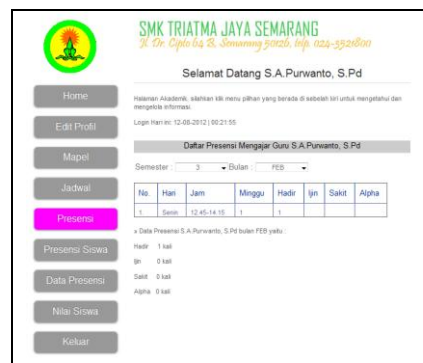 SMK TRIATMA JAYA SEMARANG
Jl. Dr. Cipto 64 B, Semarang 50126, telp. 024-5521800
Selamat Datang S.A.Purwanto, S.Pd
Home
Edit Profil
Mapel
Jadwal
Presensi
Presensi Siswa
Data Presensi
Nilai Siswa
Keluar
Halaman Akademik, silahkan klik menu pilihan yang berada di sebelah kiri untuk mengetahui dan
mengelola informasi.
Login Hari ini: 12-08-2012 | 00:21:55
Daftar Presensi Mengajar Guru S.A.Purwanto, S.Pd
Semester : 3 Bulan : FEB
No. Hari Jam Minggu Hadir Ijin Sakit Alpha
1. Senin 12.45-14.15 1 1
» Data Presensi S.A.Purwanto, S.Pd bulan FEB yaitu :
Hadir 1 kali
Ijin 0 kali
Sakit 0 kali
Alpha 0 kali